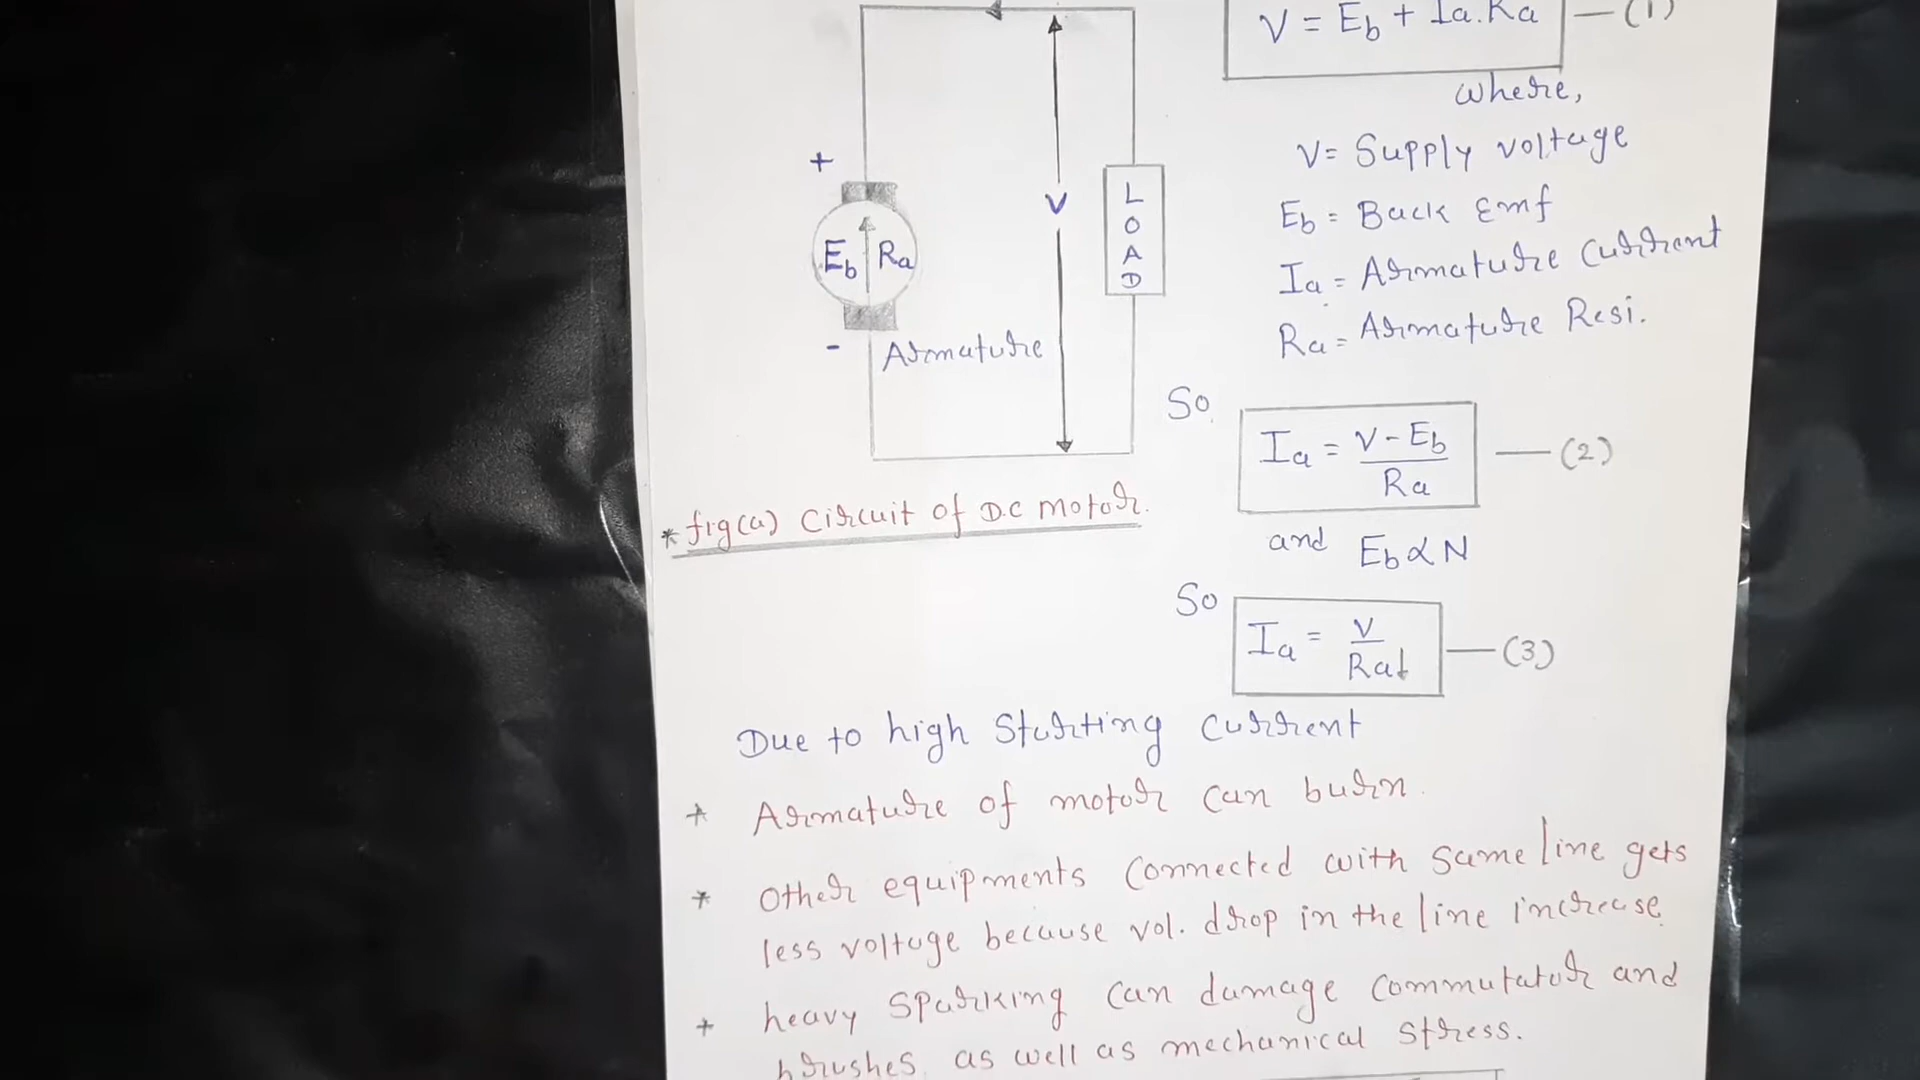 V = Eb + Ia.Ra — (1)
where,
V = Supply voltage
Eb = Back Emf
Ia = Armature Current
Ra = Armature Resi.
+
Eb Ra
-
Armature
V
LOAD
* fig(a) Circuit of D.C motor.
So
Ia = V - Eb / Ra — (2)
and Eb ∝ N
So
Ia = V / Ra↓ — (3)
Due to high Starting Current
* Armature of motor can burn.
* Other equipments Connected with same line gets
less voltage because vol. drop in the line increase.
* heavy Sparking can damage Commutator and
brushes, as well as mechanical stress.